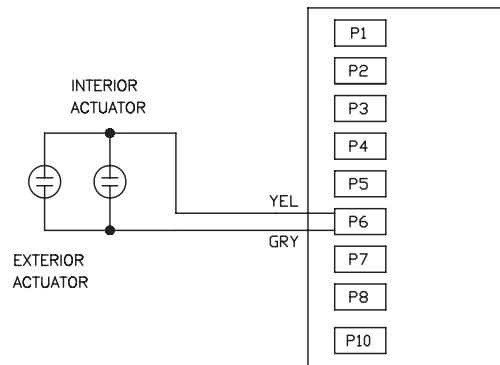 P1
P2
INTERIOR
ACTUATOR
P3
P4
P5
YEL
P6
GRY
EXTERIOR
ACTUATOR
P7
P8
P10